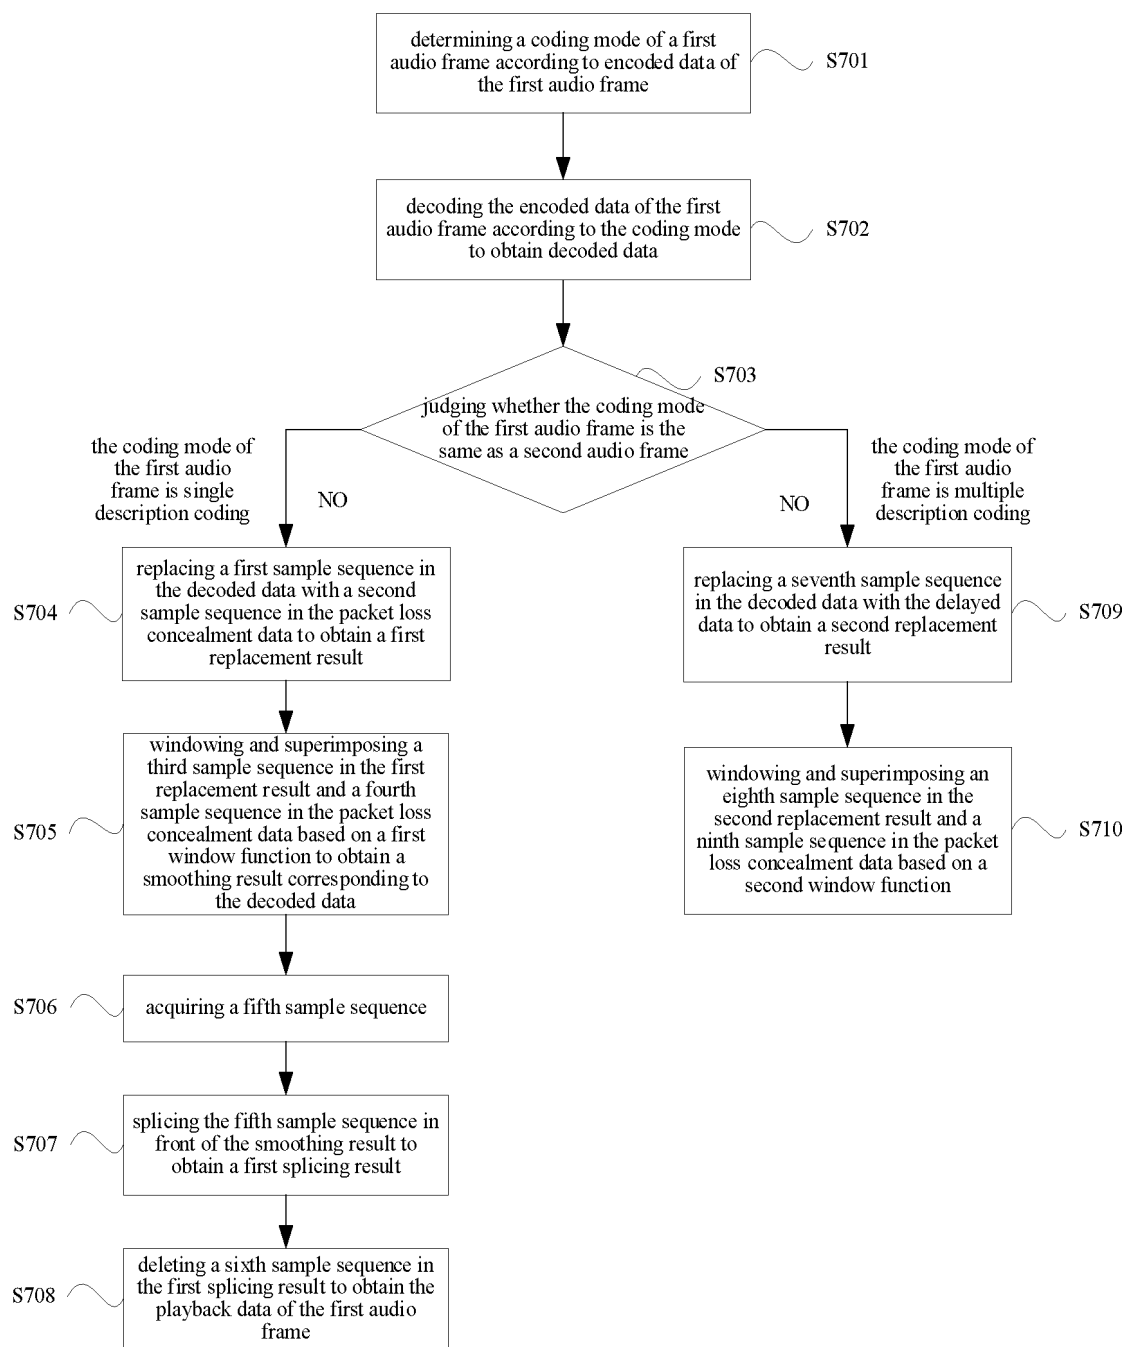 determining a coding mode of a first
audio frame according to encoded data of
the first audio frame
S701
decoding the encoded data of the first
audio frame according to the coding mode
to obtain decoded data
S702
S703
judging whether the coding mode
of the first audio frame is the
same as a second audio frame
the coding mode of
the first audio
frame is single
description coding
NO
NO
the coding mode of
the first audio
frame is multiple
description coding
S704
replacing a first sample sequence in
the decoded data with a second
sample sequence in the packet loss
concealment data to obtain a first
replacement result
replacing a seventh sample sequence
in the decoded data with the delayed
data to obtain a second replacement
result
S709
S705
windowing and superimposing a
third sample sequence in the first
replacement result and a fourth
sample sequence in the packet loss
concealment data based on a first
window function to obtain a
smoothing result corresponding to
the decoded data
windowing and superimposing an
eighth sample sequence in the
second replacement result and a
ninth sample sequence in the packet
loss concealment data based on a
second window function
S710
S706
acquiring a fifth sample sequence
S707
splicing the fifth sample sequence in
front of the smoothing result to
obtain a first splicing result
S708
deleting a sixth sample sequence in
the first splicing result to obtain the
playback data of the first audio
frame